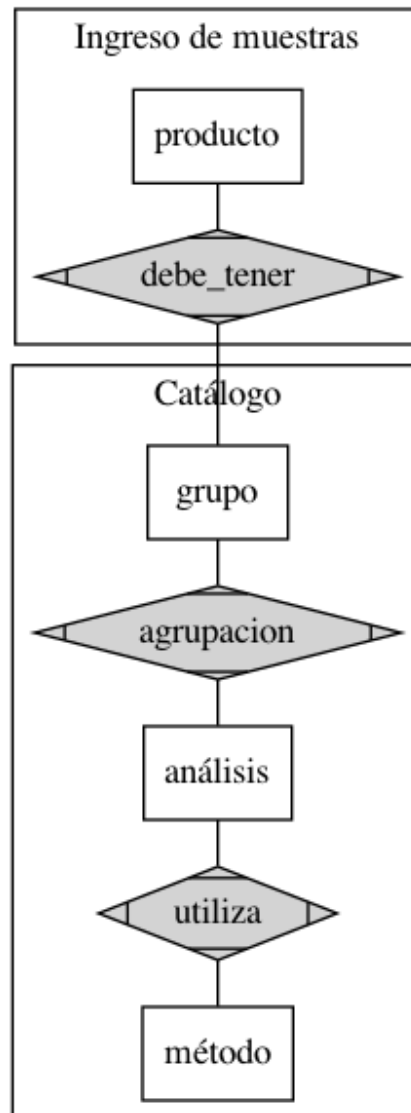 Ingreso de muestras
producto
debe_tener
Catálogo
grupo
agrupacion
análisis
utiliza
método